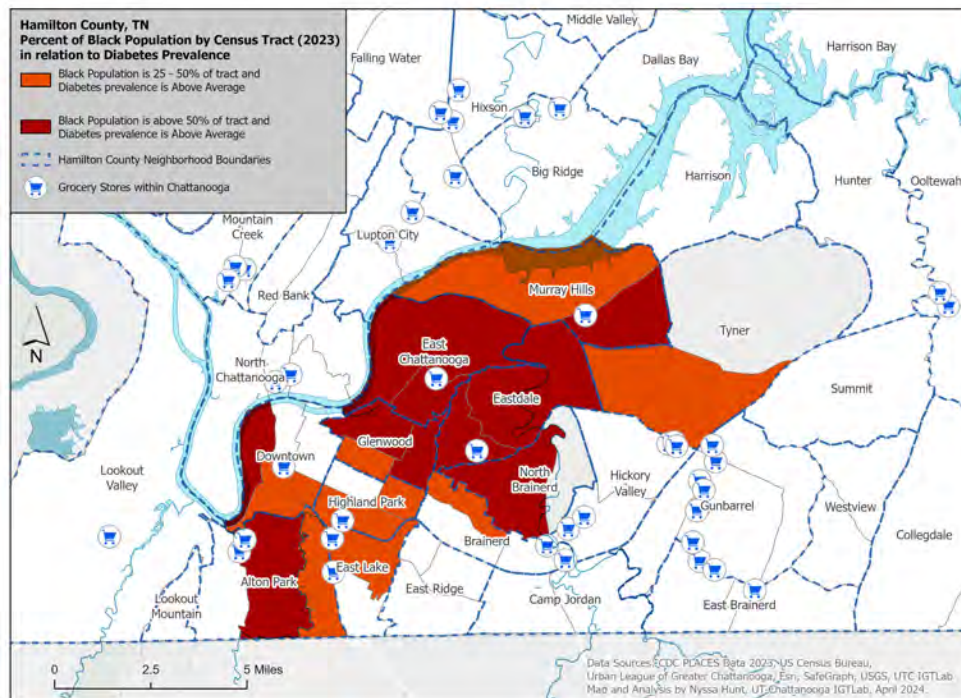 Hamilton County, TN
Percent of Black Population by Census Tract (2023)
in relation to Diabetes Prevalence
Black Population is 25 - 50% of tract and
Diabetes prevalence is Above Average
Black Population is above 50% of tract and
Diabetes prevalence is Above Average
Hamilton County Neighborhood Boundaries
Grocery Stores within Chattanooga
Middle Valley
Falling Water
Dallas Bay
Harrison Bay
Hixson
Big Ridge
Harrison
Hunter
Ooltewah
Mountain
Creek
Lupton City
Red Bank
Murray Hills
Tyner
N
North
Chattanooga
East
Chattanooga
Summit
Eastdale
Glenwood
Lookout
Valley
Downtown
North
Brainerd
Hickory
Valley
Highland Park
Gunbarrel
Westview
Brainerd
Collegdale
Alton Park
East Lake
East Ridge
Lookout
Mountain
Camp Jordan
East Brainerd
0 2.5 5 Miles
Data Sources: CDC PLACES Data 2023, US Census Bureau,
Urban League of Greater Chattanooga, Esri, SafeGraph, USGS, UTC IGTLab
Map and Analysis by Nyssa Hunt, UT Chattanooga IGTLab, April 2024